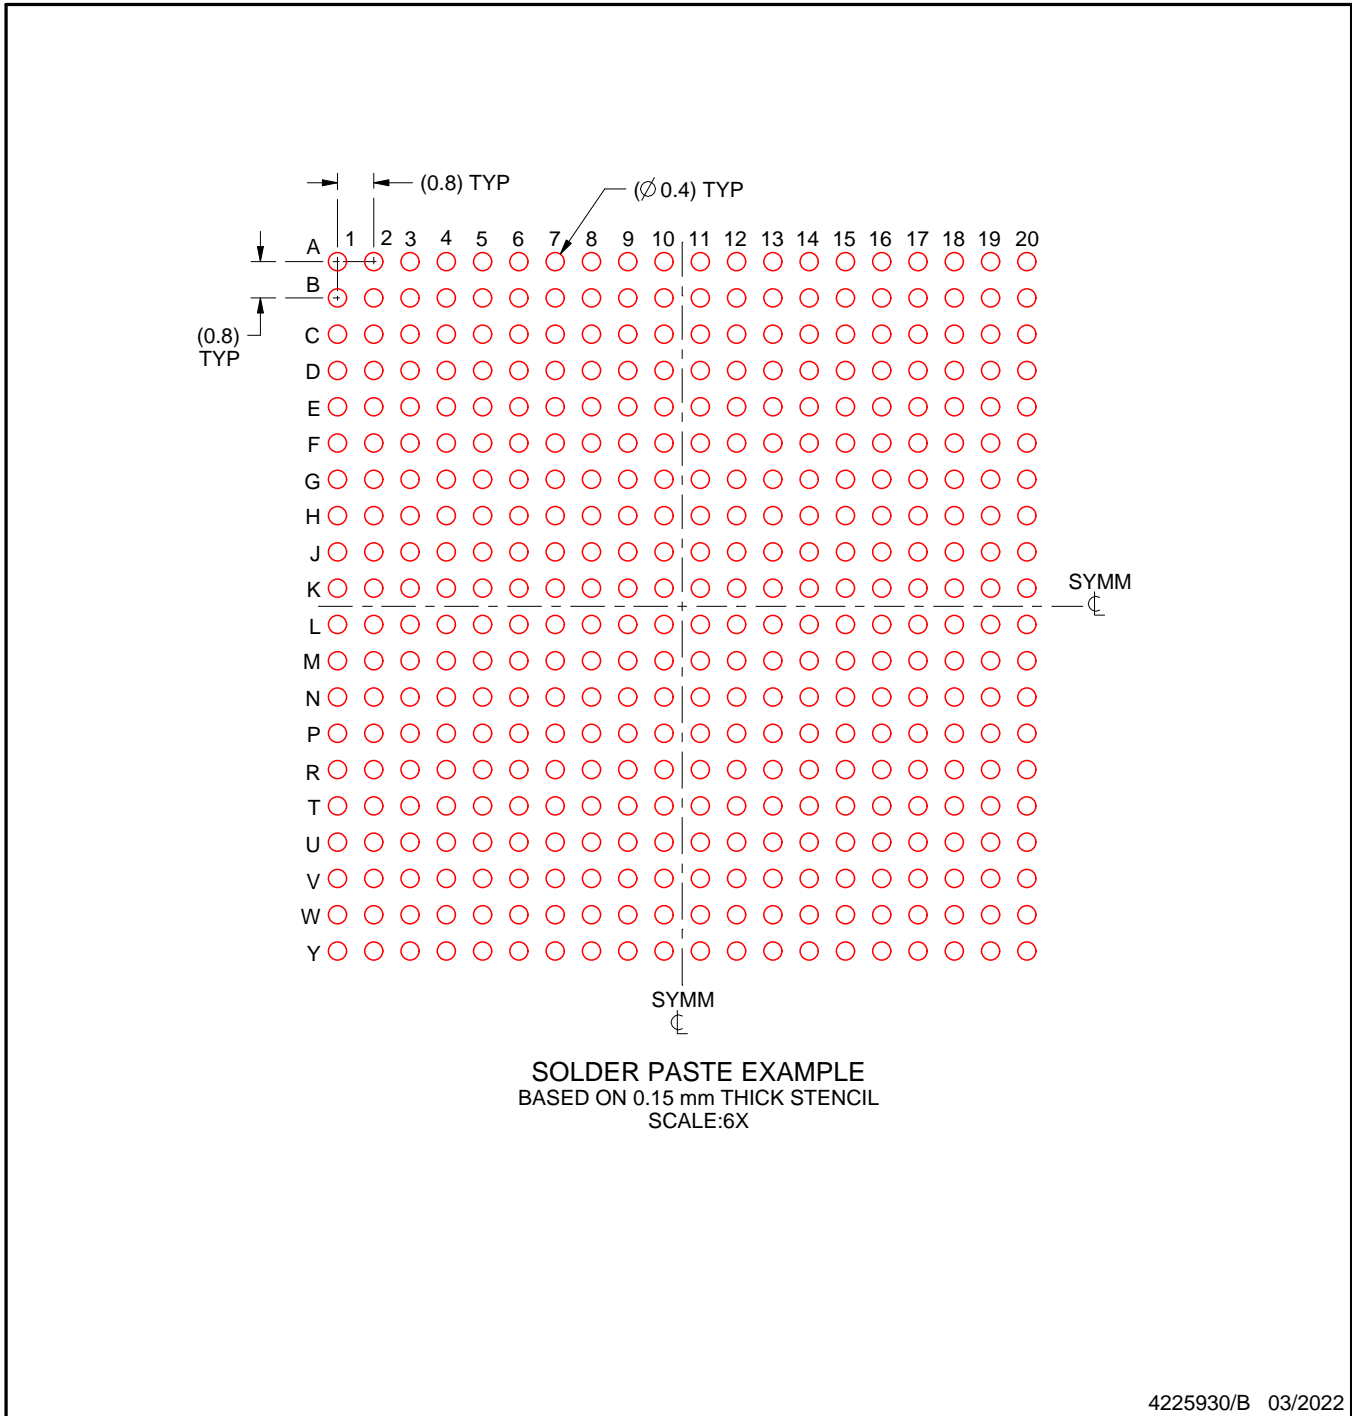 (0.8) TYP
(∅ 0.4) TYP
1 2 3 4 5 6 7 8 9 10 11 12 13 14 15 16 17 18 19 20
A
B
(0.8)
TYP
C
D
E
F
G
H
J
K
SYMM
℄
L
M
N
P
R
T
U
V
W
Y
SYMM
℄
SOLDER PASTE EXAMPLE
BASED ON 0.15 mm THICK STENCIL
SCALE:6X
4225930/B 03/2022